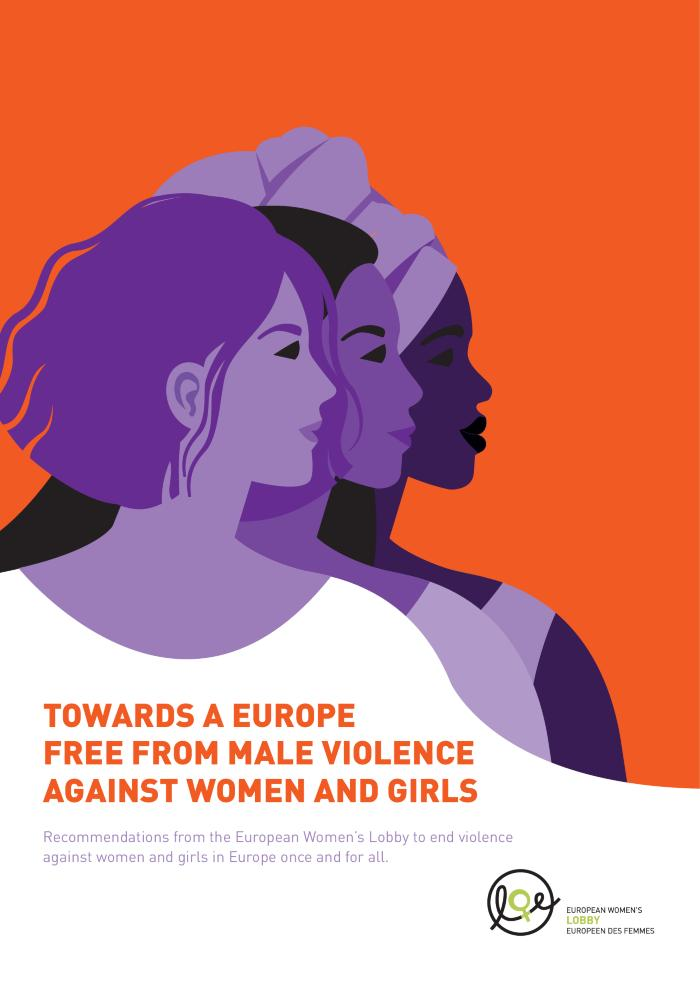 TOWARDS A EUROPE
FREE FROM MALE VIOLENCE
AGAINST WOMEN AND GIRLS
Recommendations from the European Women's Lobby to end violence
against women and girls in Europe once and for all.
loe
EUROPEAN WOMEN'S
LOBBY
EUROPEEN DES FEMMES